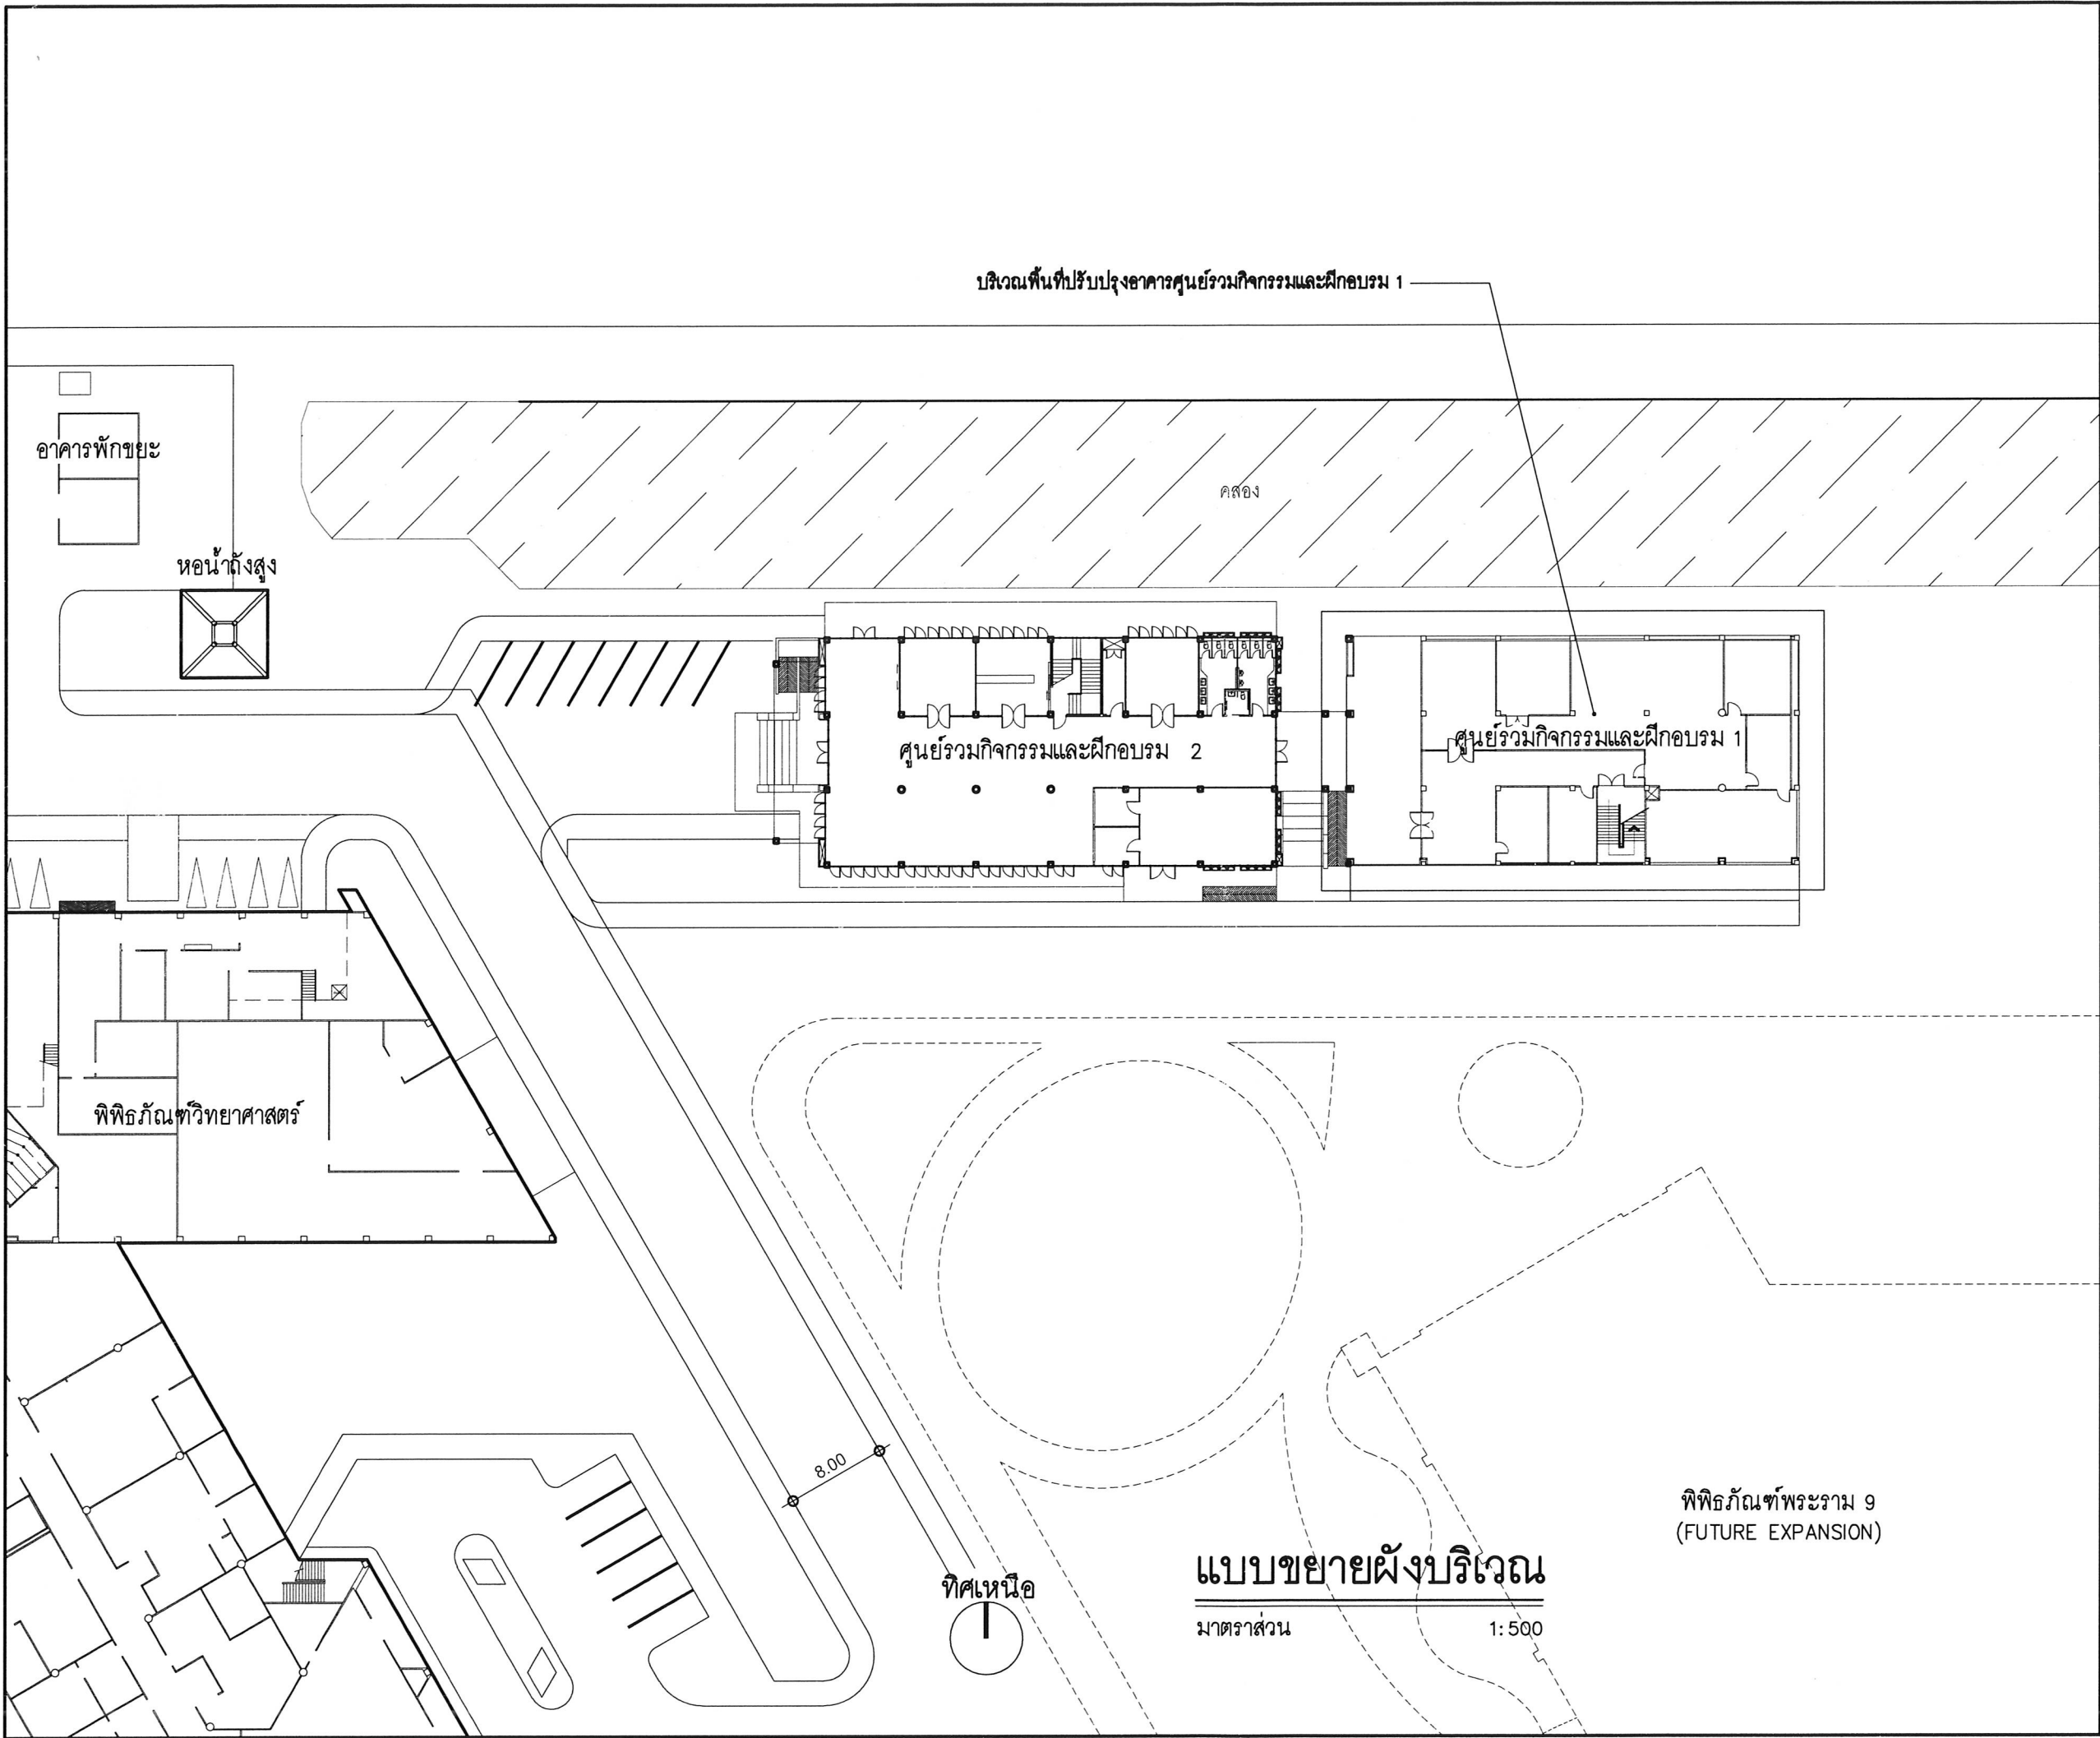 บริเวณพื้นที่ปรับปรุงอาคารศูนย์รวมกิจกรรมและฝึกอบรม 1
อาคารพักขยะ
คลอง
หอน้ำถังสูง
ศูนย์รวมกิจกรรมและฝึกอบรม 2
ศูนย์รวมกิจกรรมและฝึกอบรม 1
พิพิธภัณฑ์วิทยาศาสตร์
8.00
พิพิธภัณฑ์พระราม 9
(FUTURE EXPANSION)
ทิศเหนือ
แบบขยายผังบริเวณ
มาตราส่วน 1:500